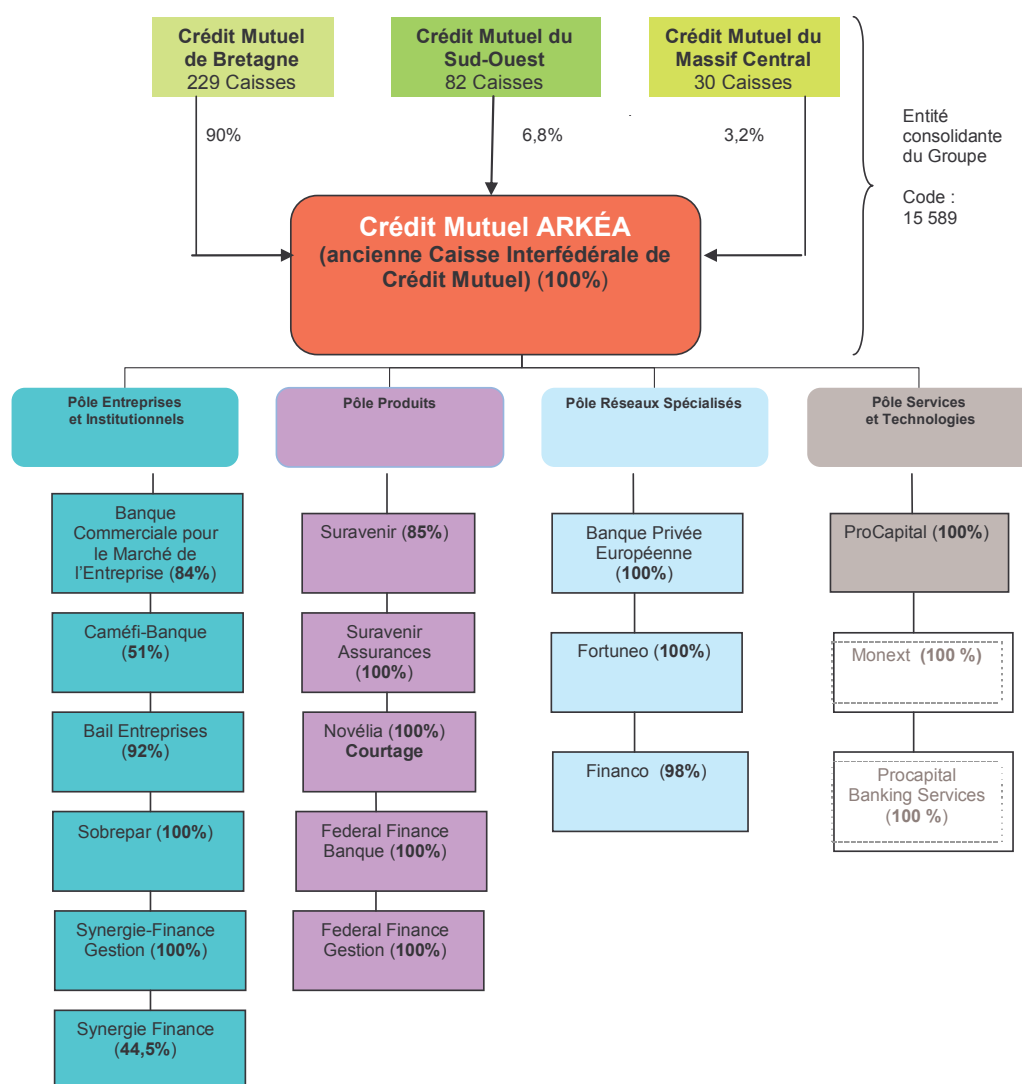 Crédit Mutuel
de Bretagne
229 Caisses
Crédit Mutuel du
Sud-Ouest
82 Caisses
Crédit Mutuel du
Massif Central
30 Caisses
90%
6,8%
3,2%
Entité
consolidante
du Groupe
Code :
15 589
Crédit Mutuel ARKÉA
(ancienne Caisse Interfédérale de
Crédit Mutuel) (100%)
Pôle Entreprises
et Institutionnels
Pôle Produits
Pôle Réseaux Spécialisés
Pôle Services
et Technologies
Banque
Commerciale pour
le Marché de
l'Entreprise (84%)
Caméfi-Banque
(51%)
Bail Entreprises
(92%)
Sobrepar (100%)
Synergie-Finance
Gestion (100%)
Synergie Finance
(44,5%)
Suravenir (85%)
Suravenir
Assurances
(100%)
Novélia (100%)
Courtage
Federal Finance
Banque (100%)
Federal Finance
Gestion (100%)
Banque Privée
Européenne
(100%)
Fortuneo (100%)
Financo (98%)
ProCapital (100%)
Monext (100 %)
Procapital
Banking Services
(100 %)